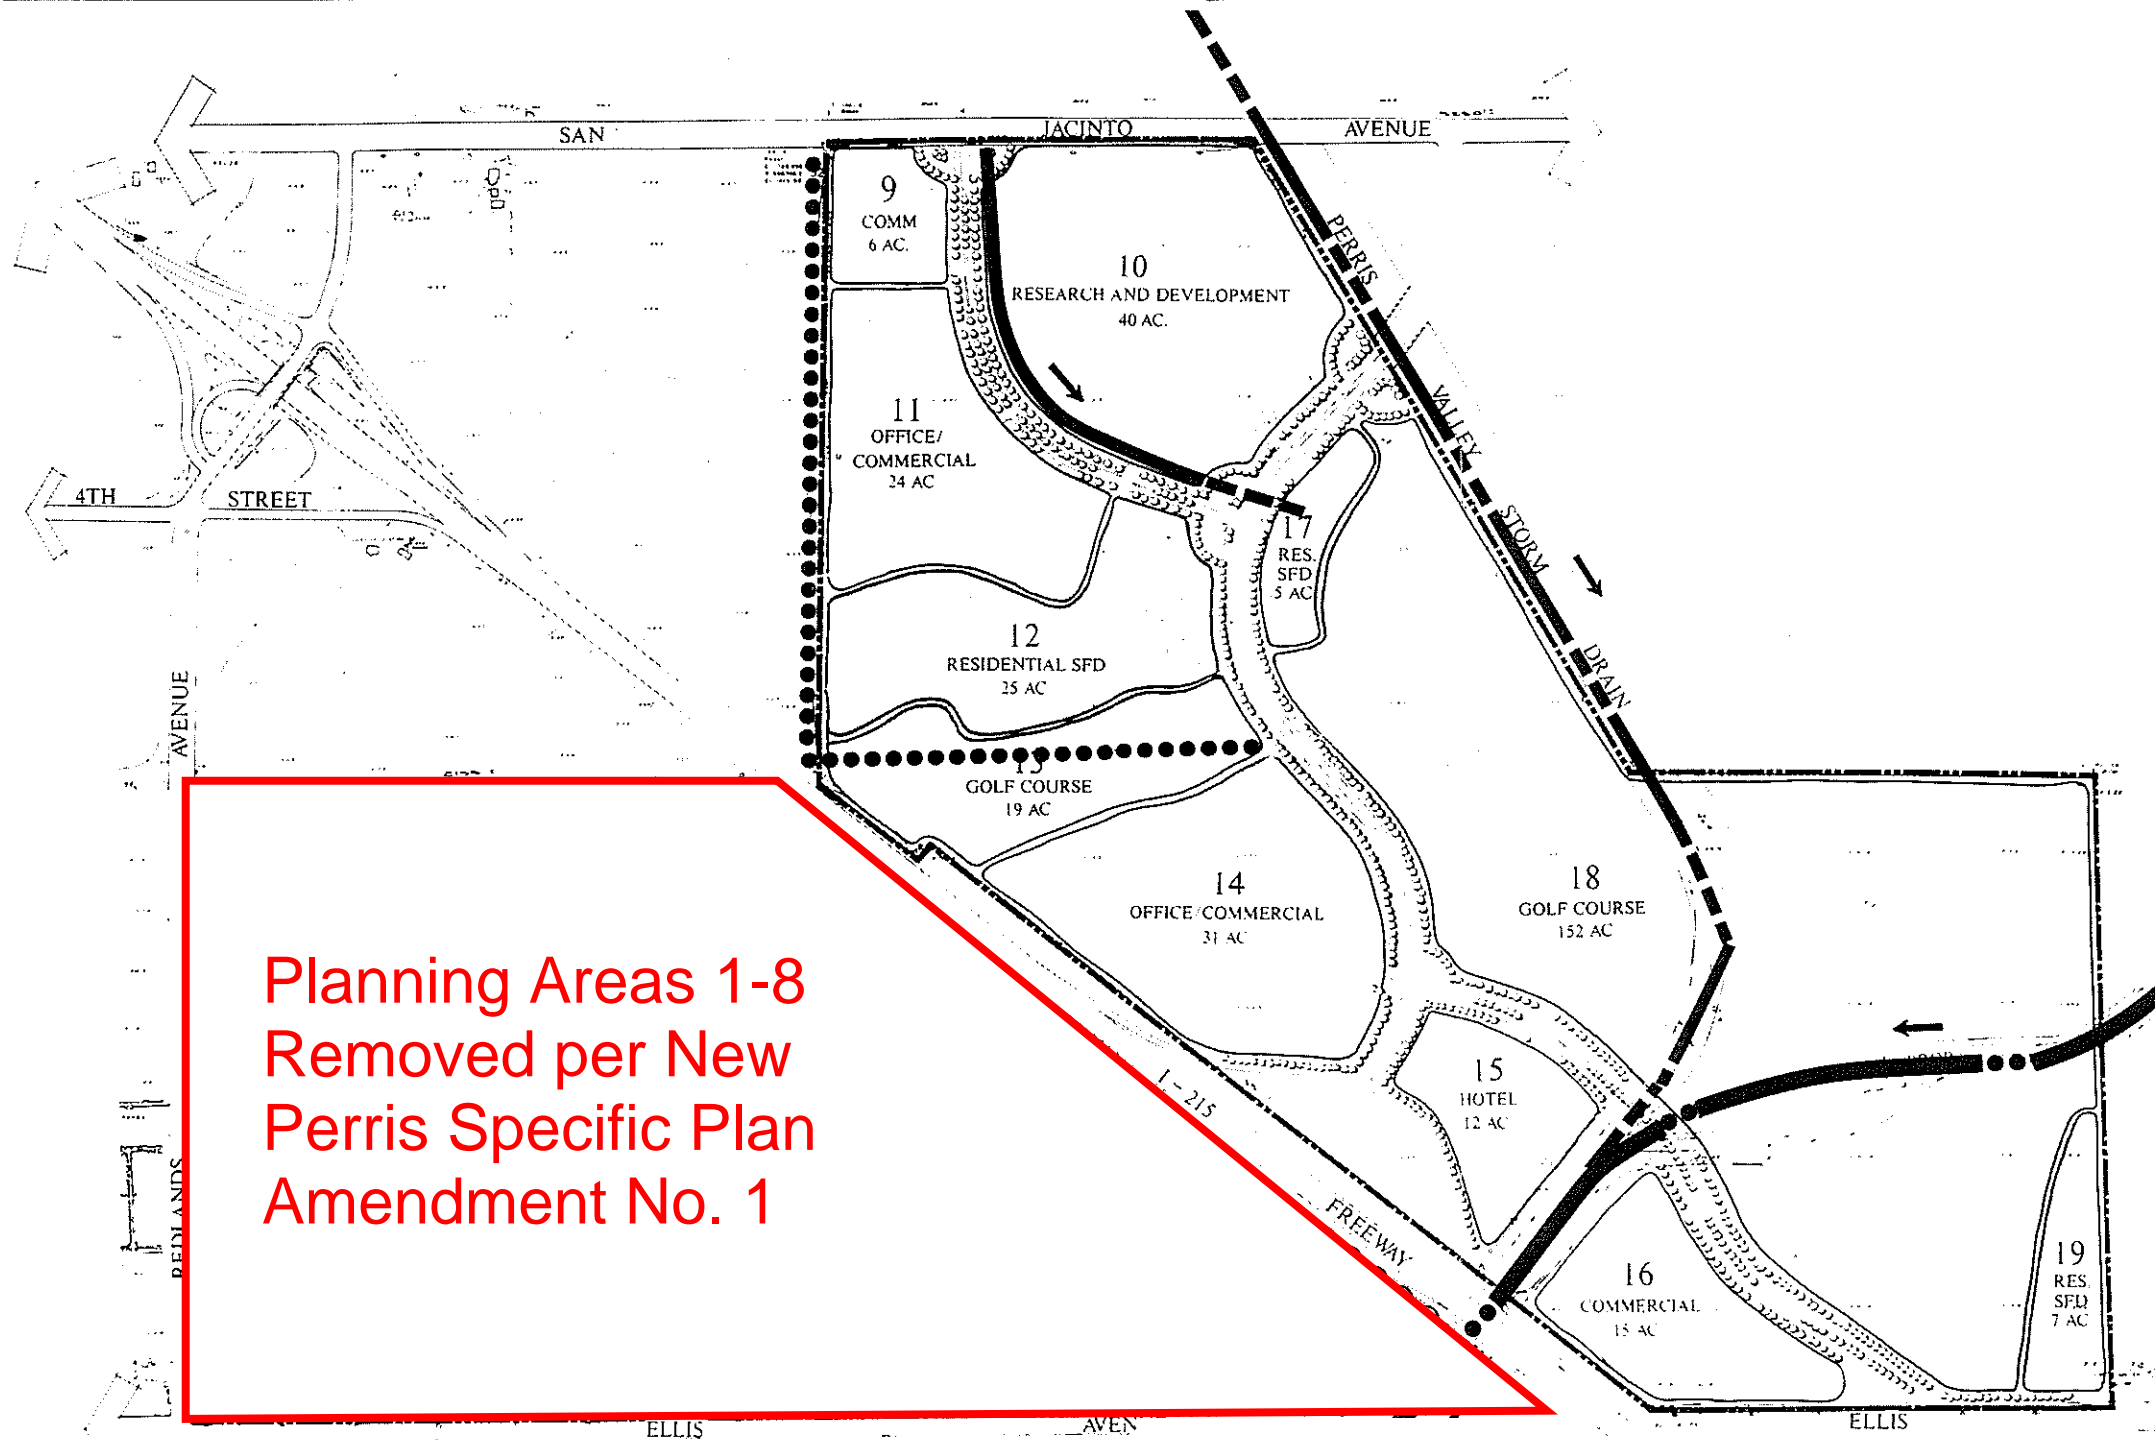 SAN JACINTO AVENUE
9
COMM
6 AC.
10
RESEARCH AND DEVELOPMENT
40 AC.
PERRIS VALLEY STORM DRAIN
11
OFFICE/
COMMERCIAL
24 AC
4TH STREET
17
RES.
SFD
5 AC
12
RESIDENTIAL SFD
25 AC
AVENUE
13
GOLF COURSE
19 AC
14
OFFICE/COMMERCIAL
31 AC
18
GOLF COURSE
152 AC
Planning Areas 1-8
Removed per New
Perris Specific Plan
Amendment No. 1
15
HOTEL
12 AC
I-215 FREEWAY
REDLANDS
16
COMMERCIAL
15 AC
19
RES.
SFD
7 AC
ELLIS AVEN
ELLIS